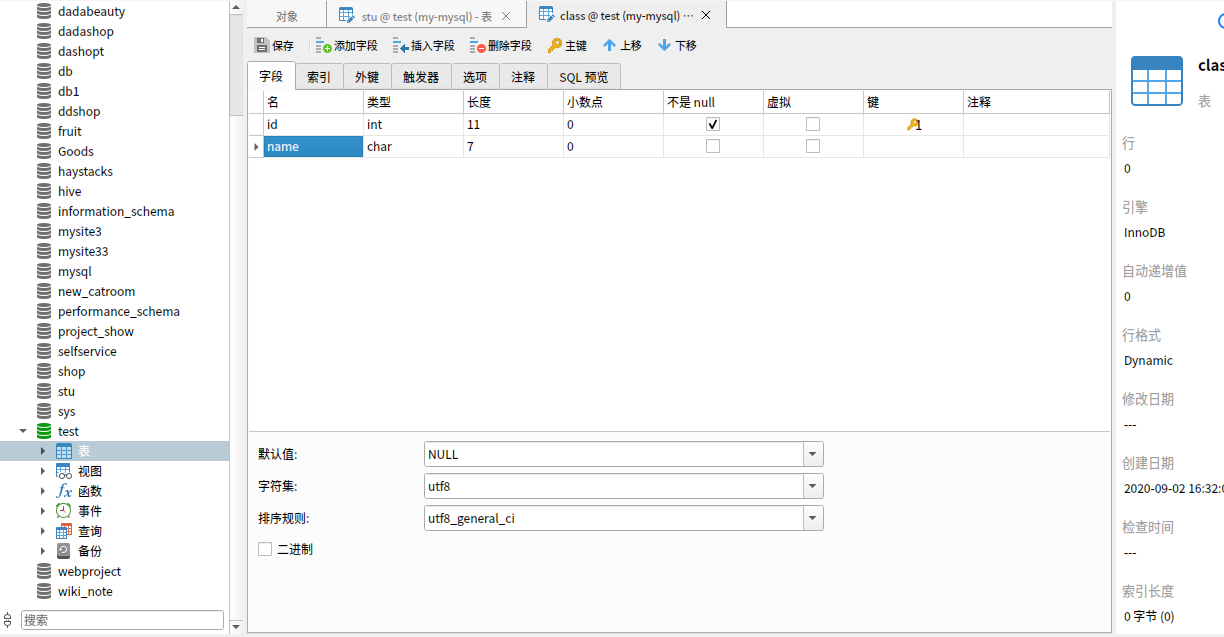 dadabeauty
dadashop
dashopt
db
db1
ddshop
fruit
Goods
haystacks
hive
information_schema
mysite3
mysite33
mysql
new_catroom
performance_schema
project_show
selfservice
shop
stu
sys
test
表
视图
函数
事件
查询
备份
webproject
wiki_note
搜索
对象 stu @ test (my-mysql) - 表 class @ test (my-mysql) ···
保存 添加字段 插入字段 删除字段 主键 上移 下移
字段 索引 外键 触发器 选项 注释 SQL 预览
名 类型 长度 小数点 不是 null 虚拟 键 注释
id int 11 0 1
name char 7 0
默认值: NULL
字符集: utf8
排序规则: utf8_general_ci
二进制
clas
表
行
0
引擎
InnoDB
自动递增值
0
行格式
Dynamic
修改日期
---
创建日期
2020-09-02 16:32:0
检查时间
---
索引长度
0 字节 (0)